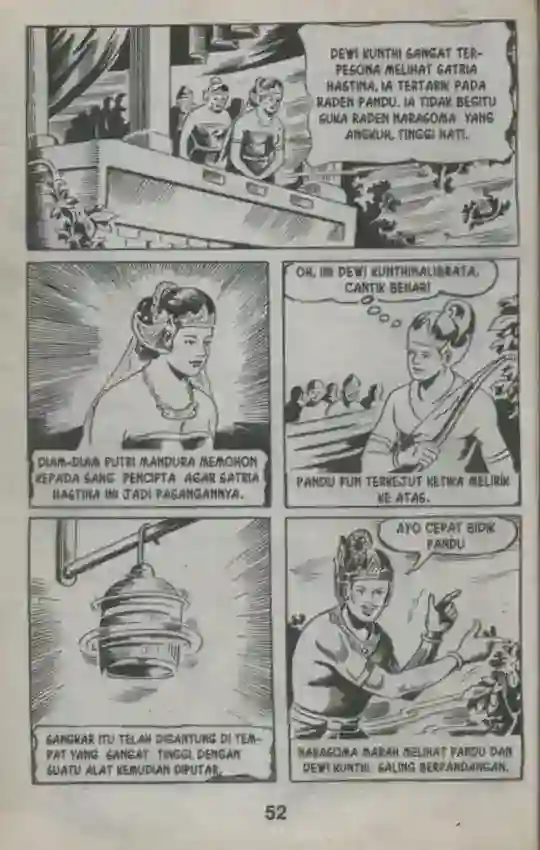 DEWI KUNTHI SANGAT TER-
PESONA MELIHAT SATRIA
HASTINA. IA TERTARIK PADA
RADEN PANDU. IA TIDAK BEGITU
SUKA RADEN NARASOMA YANG
ANGKUH, TINGGI HATI.
DIAM-DIAM PUTRI MANDURA MEMOHON
KEPADA SANG PENCIPTA AGAR SATRIA
HASTINA INI JADI PASANGANNYA.
OH, INI DEWI KUNTHINALIBRATA.
CANTIK BENAR!
PANDU PUN TERKEJUT KETIKA MELIRIK
KE ATAS.
SANGKAR ITU TELAH DIGANTUNG DI TEM-
PAT YANG SANGAT TINGGI, DENGAN
SUATU ALAT KEMUDIAN DIPUTAR.
AYO CEPAT BIDIK
PANDU
NARASOMA MARAH MELIHAT PANDU DAN
DEWI KUNTHI SALING BERPANDANGAN.
52